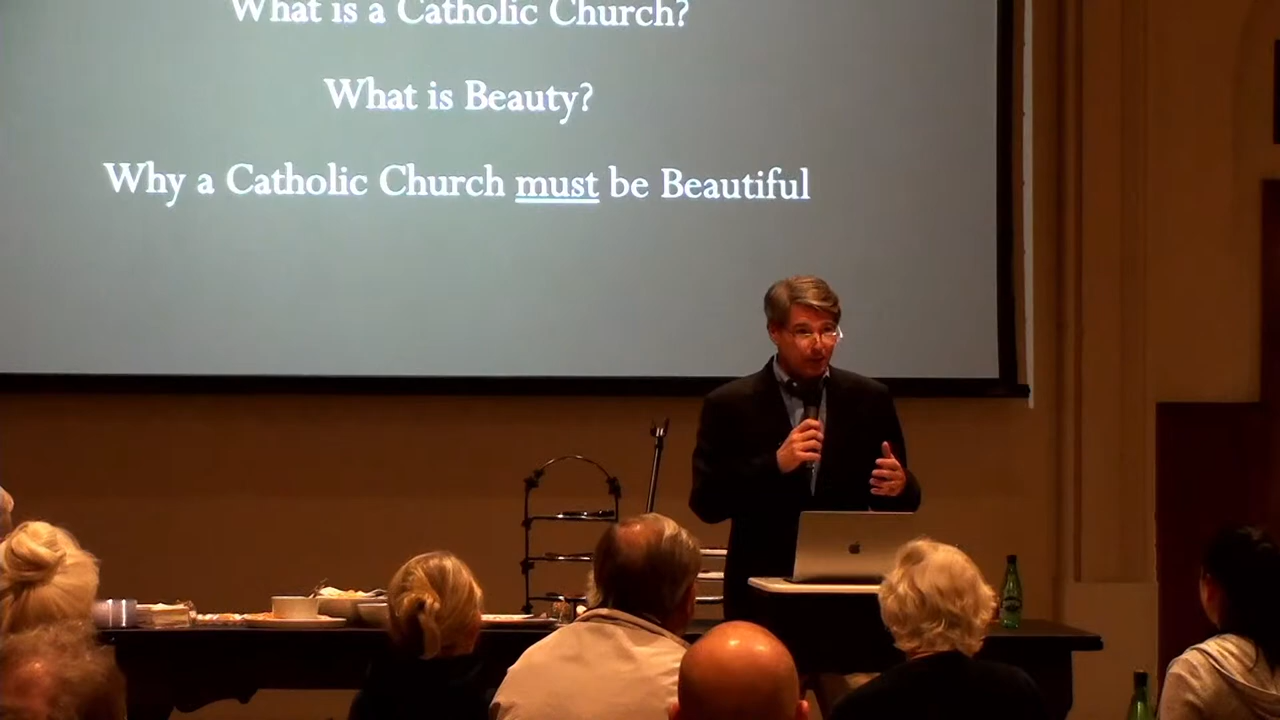 What is a Catholic Church?
What is Beauty?
Why a Catholic Church must be Beautiful